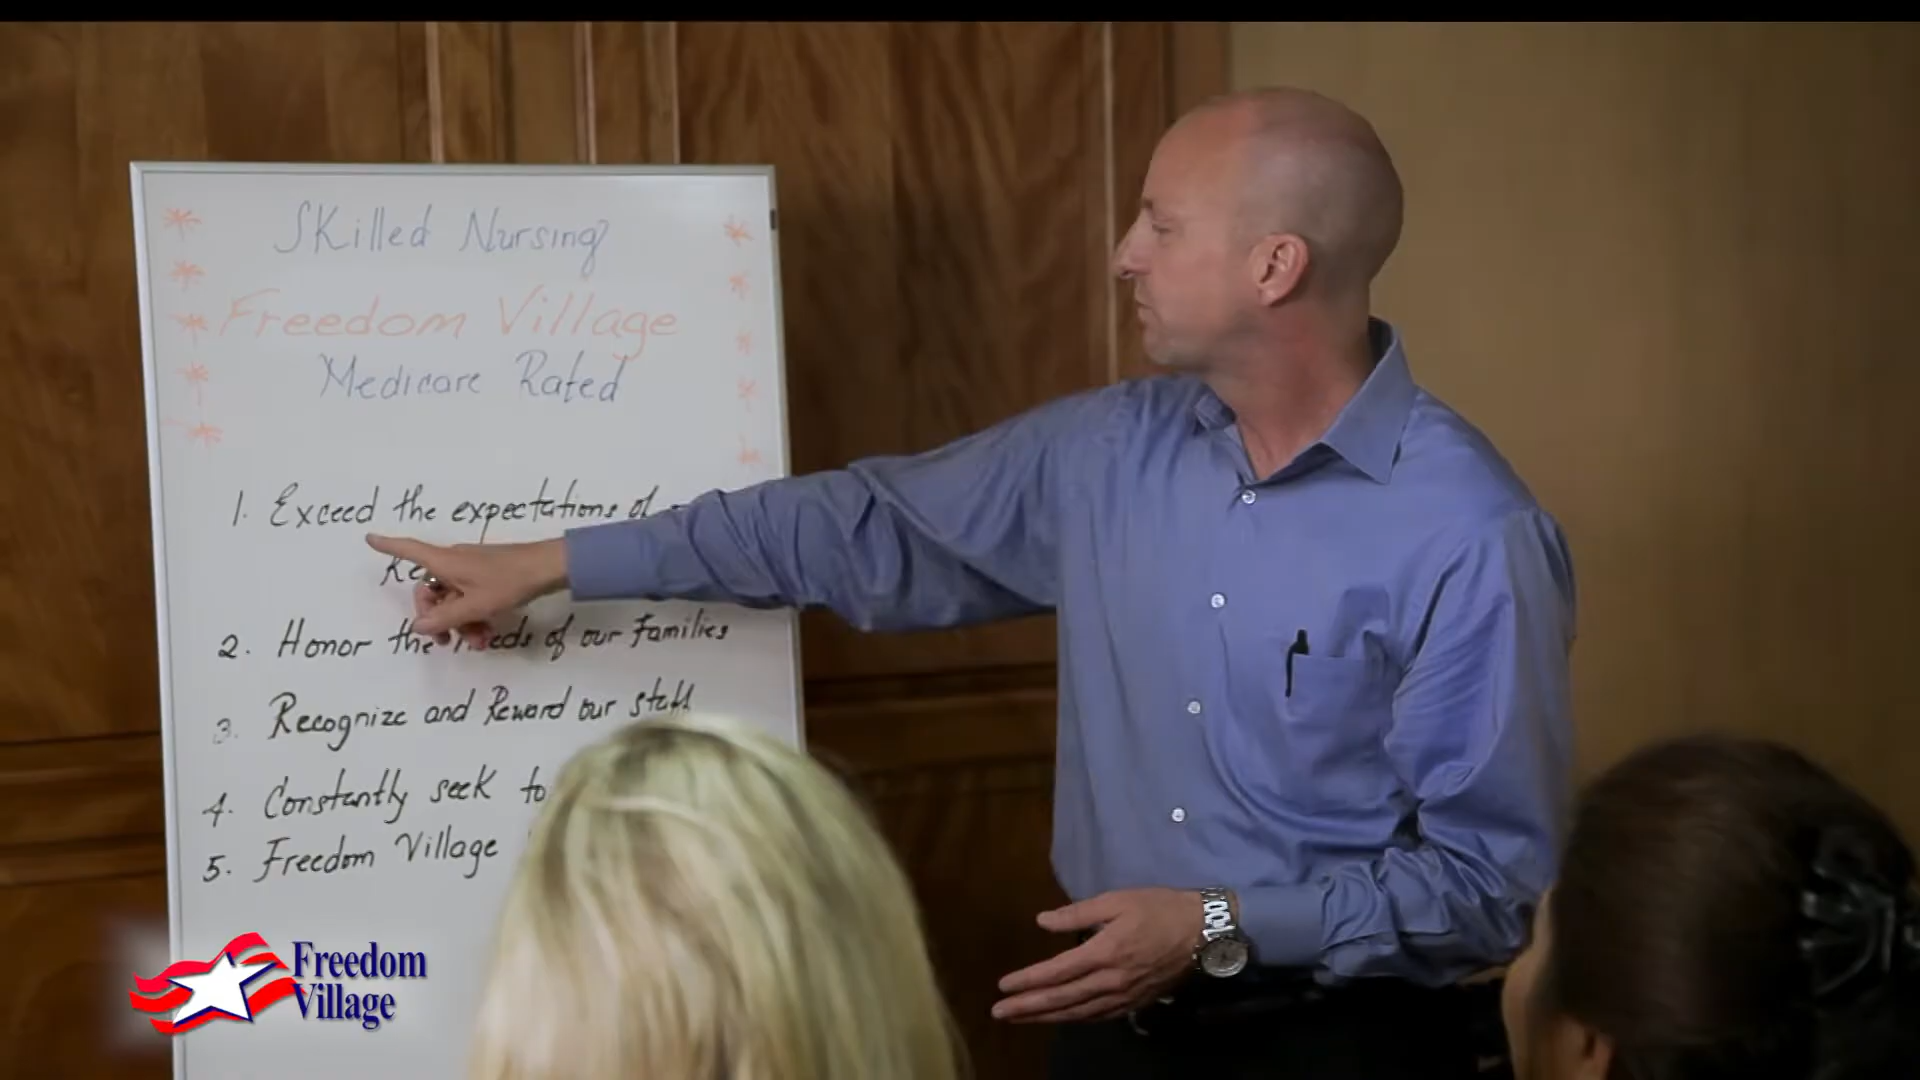 Skilled Nursing
Freedom Village
Medicare Rated
1. Exceed the expectations of
2. Honor the needs of our Families
3. Recognize and Reward our staff
4. Constantly seek to
5. Freedom Village
Freedom
Village